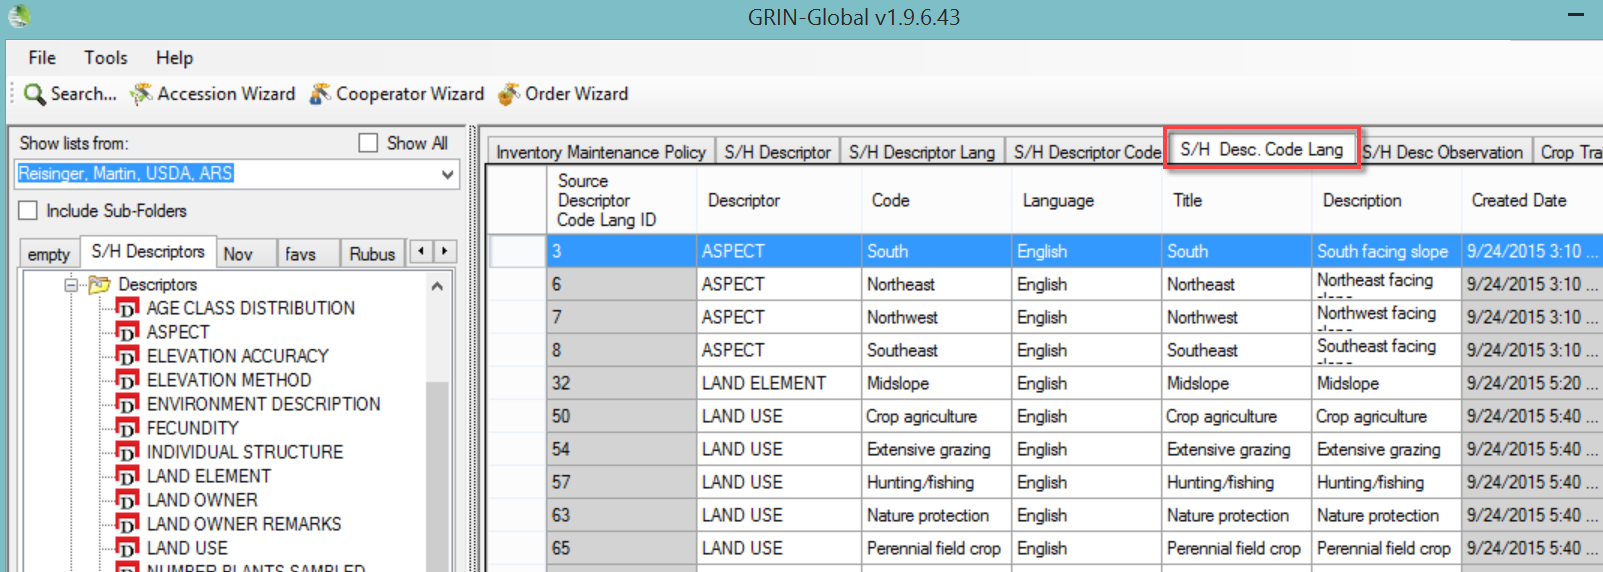 GRIN-Global v1.9.6.43
File Tools Help
Search... Accession Wizard Cooperator Wizard Order Wizard
Show lists from: Show All
Reisinger, Martin, USDA, ARS
Include Sub-Folders
empty S/H Descriptors Nov favs Rubus
Descriptors
AGE CLASS DISTRIBUTION
ASPECT
ELEVATION ACCURACY
ELEVATION METHOD
ENVIRONMENT DESCRIPTION
FECUNDITY
INDIVIDUAL STRUCTURE
LAND ELEMENT
LAND OWNER
LAND OWNER REMARKS
LAND USE
NUMBER PLANTS SAMPLED
Inventory Maintenance Policy S/H Descriptor S/H Descriptor Lang S/H Descriptor Code S/H Desc. Code Lang S/H Desc Observation Crop Tra
Source Descriptor Code Lang ID Descriptor Code Language Title Description Created Date
3 ASPECT South English South South facing slope 9/24/2015 3:10 ...
6 ASPECT Northeast English Northeast Northeast facing slope 9/24/2015 3:10 ...
7 ASPECT Northwest English Northwest Northwest facing slope 9/24/2015 3:10 ...
8 ASPECT Southeast English Southeast Southeast facing slope 9/24/2015 3:10 ...
32 LAND ELEMENT Midslope English Midslope Midslope 9/24/2015 5:20 ...
50 LAND USE Crop agriculture English Crop agriculture Crop agriculture 9/24/2015 5:40 ...
54 LAND USE Extensive grazing English Extensive grazing Extensive grazing 9/24/2015 5:40 ...
57 LAND USE Hunting/fishing English Hunting/fishing Hunting/fishing 9/24/2015 5:40 ...
63 LAND USE Nature protection English Nature protection Nature protection 9/24/2015 5:40 ...
65 LAND USE Perennial field crop English Perennial field crop Perennial field crop 9/24/2015 5:40 ...